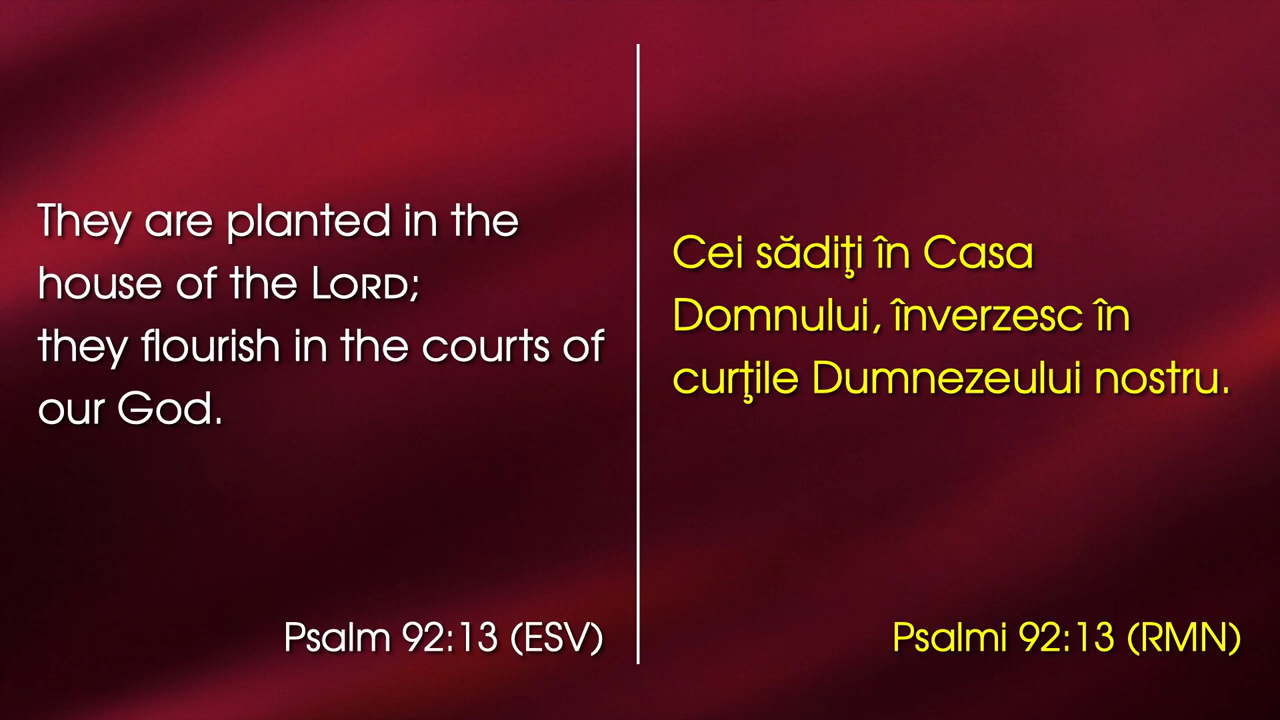 They are planted in the
house of the LORD;
they flourish in the courts of
our God.
Psalm 92:13 (ESV)
Cei sădiţi în Casa
Domnului, înverzesc în
curţile Dumnezeului nostru.
Psalmi 92:13 (RMN)